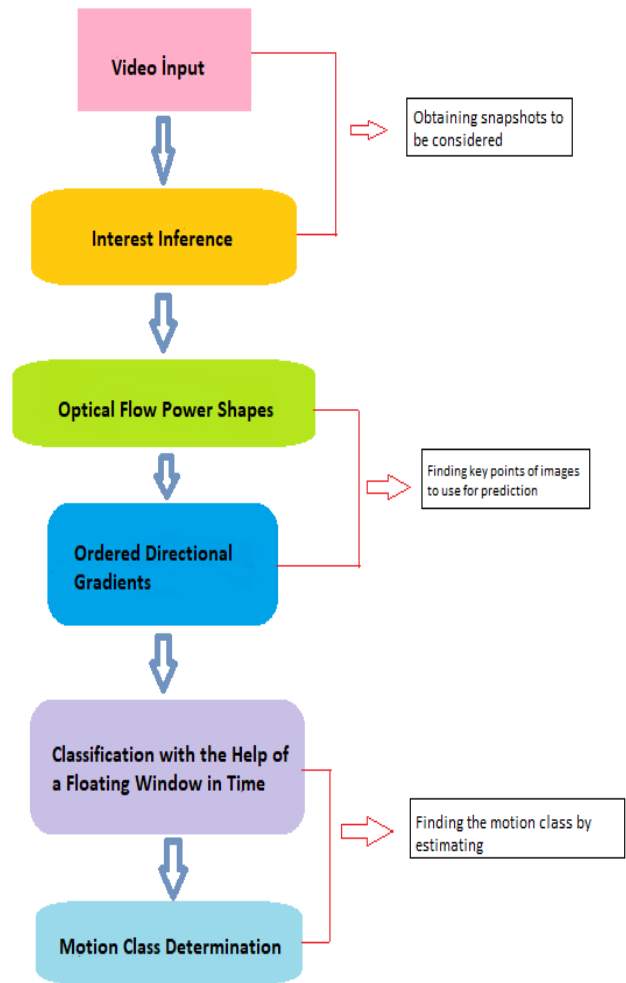 Video İnput
Obtaining snapshots to
be considered
Interest Inference
Optical Flow Power Shapes
Finding key points of images
to use for prediction
Ordered Directional
Gradients
Classification with the Help of
a Floating Window in Time
Finding the motion class by
estimating
Motion Class Determination